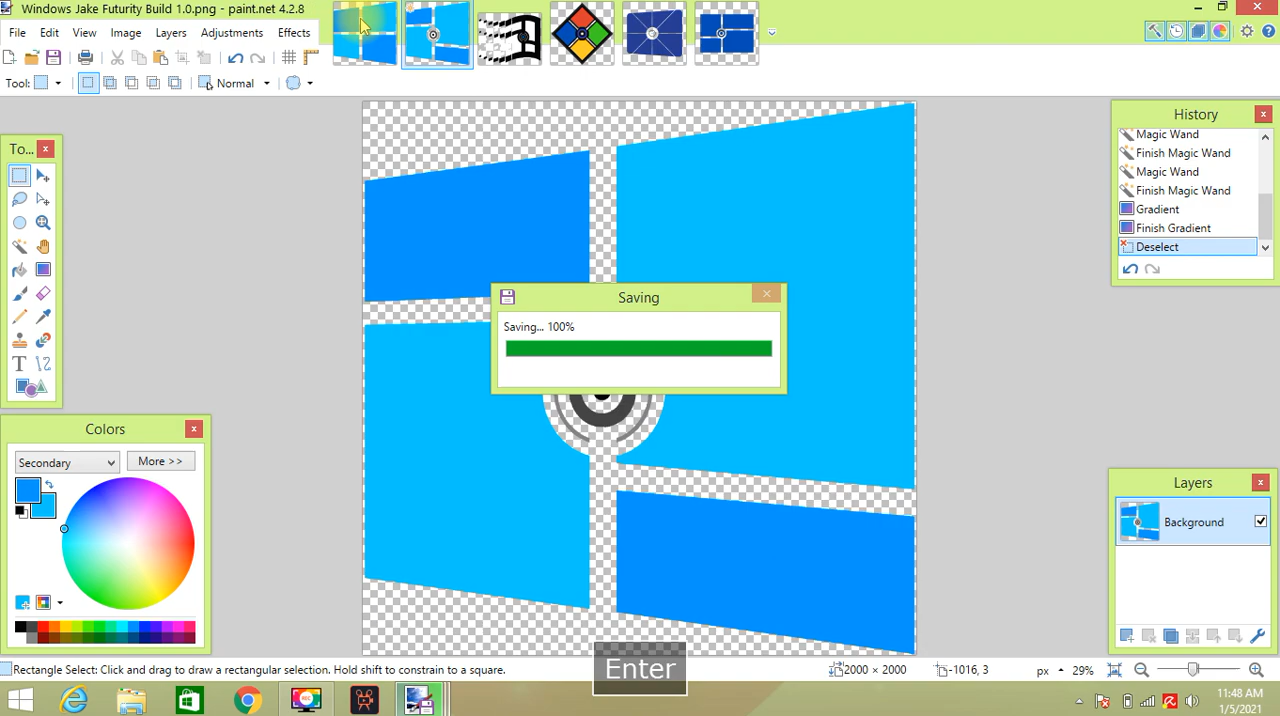 Windows Jake Futurity Build 1.0.png - paint.net 4.2.8
File Edit View Image Layers Adjustments Effects
Tool: Normal
To...
History
Magic Wand
Finish Magic Wand
Magic Wand
Finish Magic Wand
Gradient
Finish Gradient
Deselect
Saving
Saving... 100%
Colors
Secondary More >>
Layers
Background
Enter
Rectangle Select: Click and drag to draw a rectangular selection. Hold shift to constrain to a square. 2000 × 2000 -1016, 3 px 29%
11:48 AM
1/5/2021